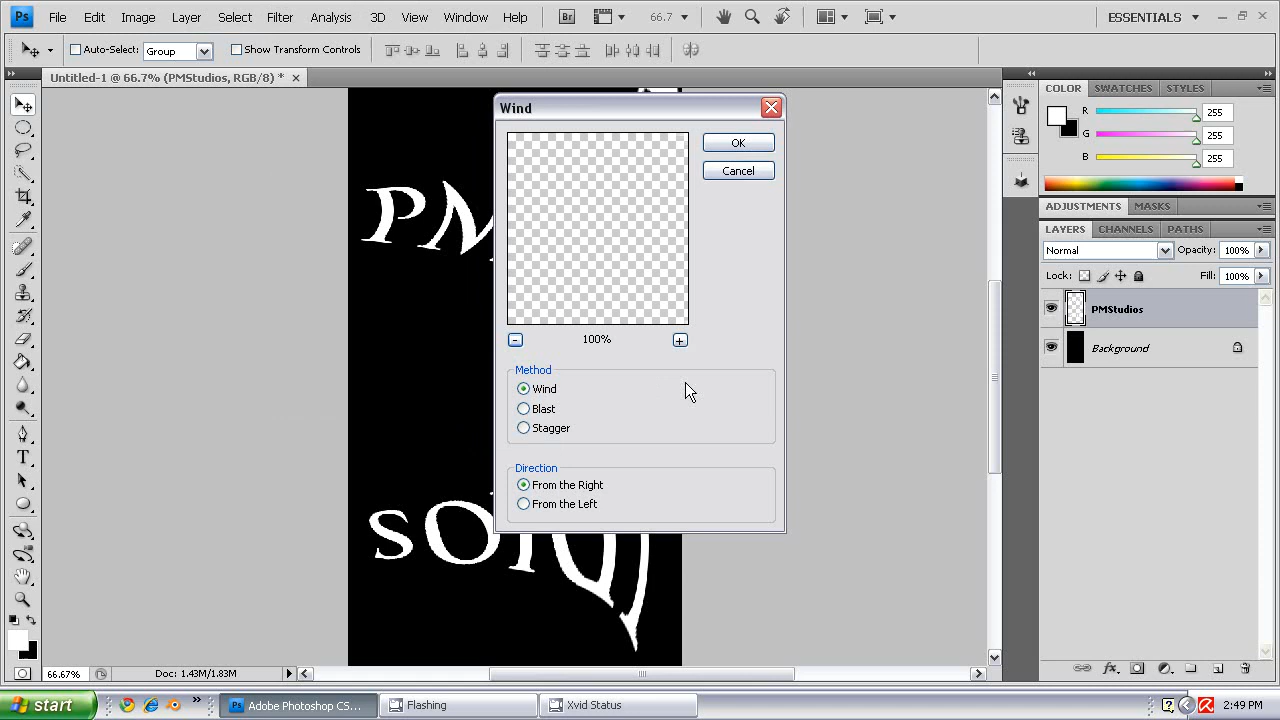 Ps File Edit Image Layer Select Filter Analysis 3D View Window Help Br 66.7 ESSENTIALS
Auto-Select: Group Show Transform Controls
Untitled-1 @ 66.7% (PMStudios, RGB/8) *
Wind
OK
Cancel
100%
Method
Wind
Blast
Stagger
Direction
From the Right
From the Left
PM
COLOR SWATCHES STYLES
R 255
G 255
B 255
ADJUSTMENTS MASKS
LAYERS CHANNELS PATHS
Normal Opacity: 100%
Lock: Fill: 100%
PMStudios
Background
T
66.67% Doc: 1.43M/1.83M
fx
start Ps Adobe Photoshop CS... Flashing Xvid Status 2:49 PM